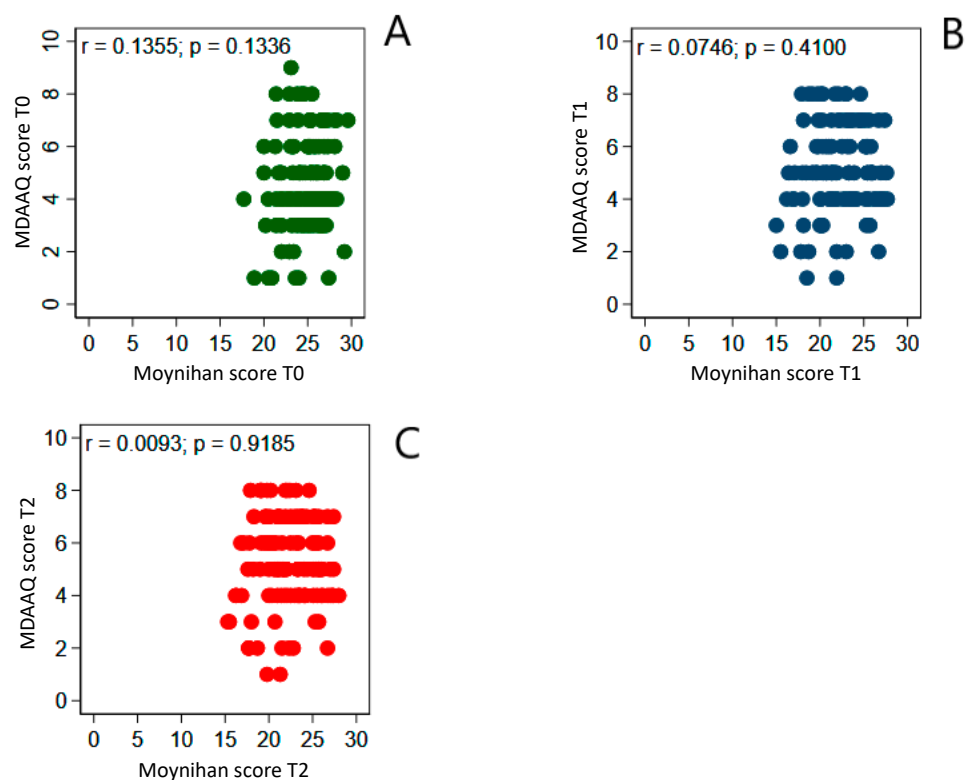 A
r = 0.1355; p = 0.1336
MDAAQ score T0
10
8
6
4
2
0
0 5 10 15 20 25 30
Moynihan score T0
B
r = 0.0746; p = 0.4100
MDAAQ score T1
10
8
6
4
2
0
0 5 10 15 20 25 30
Moynihan score T1
C
r = 0.0093; p = 0.9185
MDAAQ score T2
10
8
6
4
2
0
0 5 10 15 20 25 30
Moynihan score T2